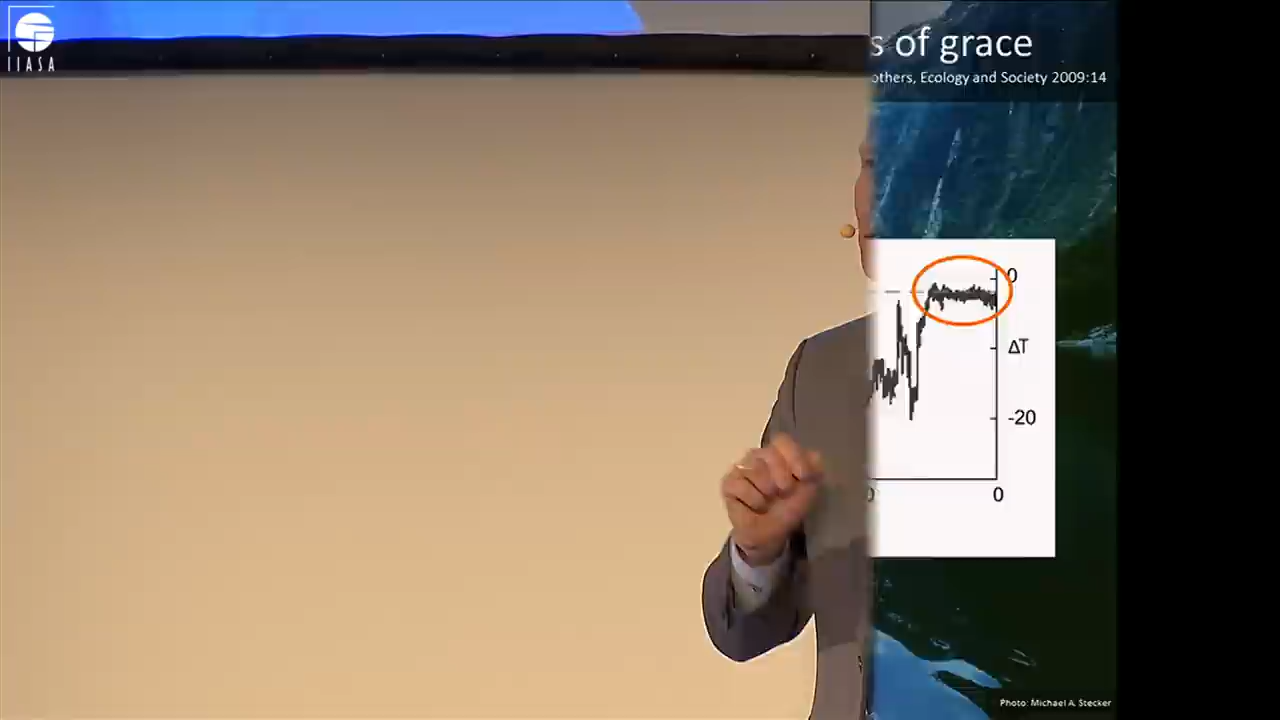 IIASA
s of grace
others, Ecology and Society 2009:14
0
ΔT
-20
0
Photo: Michael A. Stecker